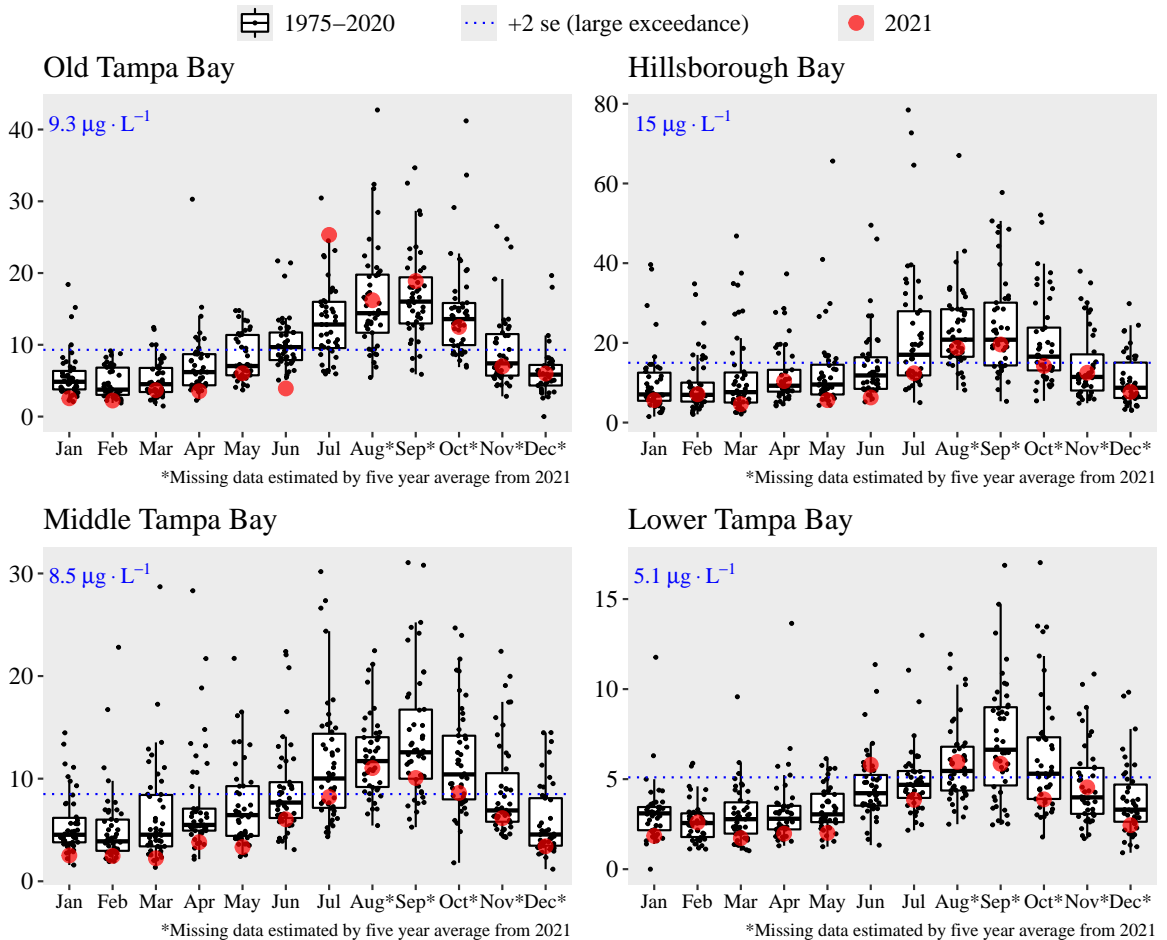 1975–2020 +2 se (large exceedance) 2021
Old Tampa Bay
9.3 μg · L⁻¹
40
30
20
10
0
Jan Feb Mar Apr May Jun Jul Aug* Sep* Oct* Nov* Dec*
*Missing data estimated by five year average from 2021
Hillsborough Bay
15 μg · L⁻¹
80
60
40
20
0
Jan Feb Mar Apr May Jun Jul Aug* Sep* Oct* Nov* Dec*
*Missing data estimated by five year average from 2021
Middle Tampa Bay
8.5 μg · L⁻¹
30
20
10
0
Jan Feb Mar Apr May Jun Jul Aug* Sep* Oct* Nov* Dec*
*Missing data estimated by five year average from 2021
Lower Tampa Bay
5.1 μg · L⁻¹
15
10
5
0
Jan Feb Mar Apr May Jun Jul Aug* Sep* Oct* Nov* Dec*
*Missing data estimated by five year average from 2021